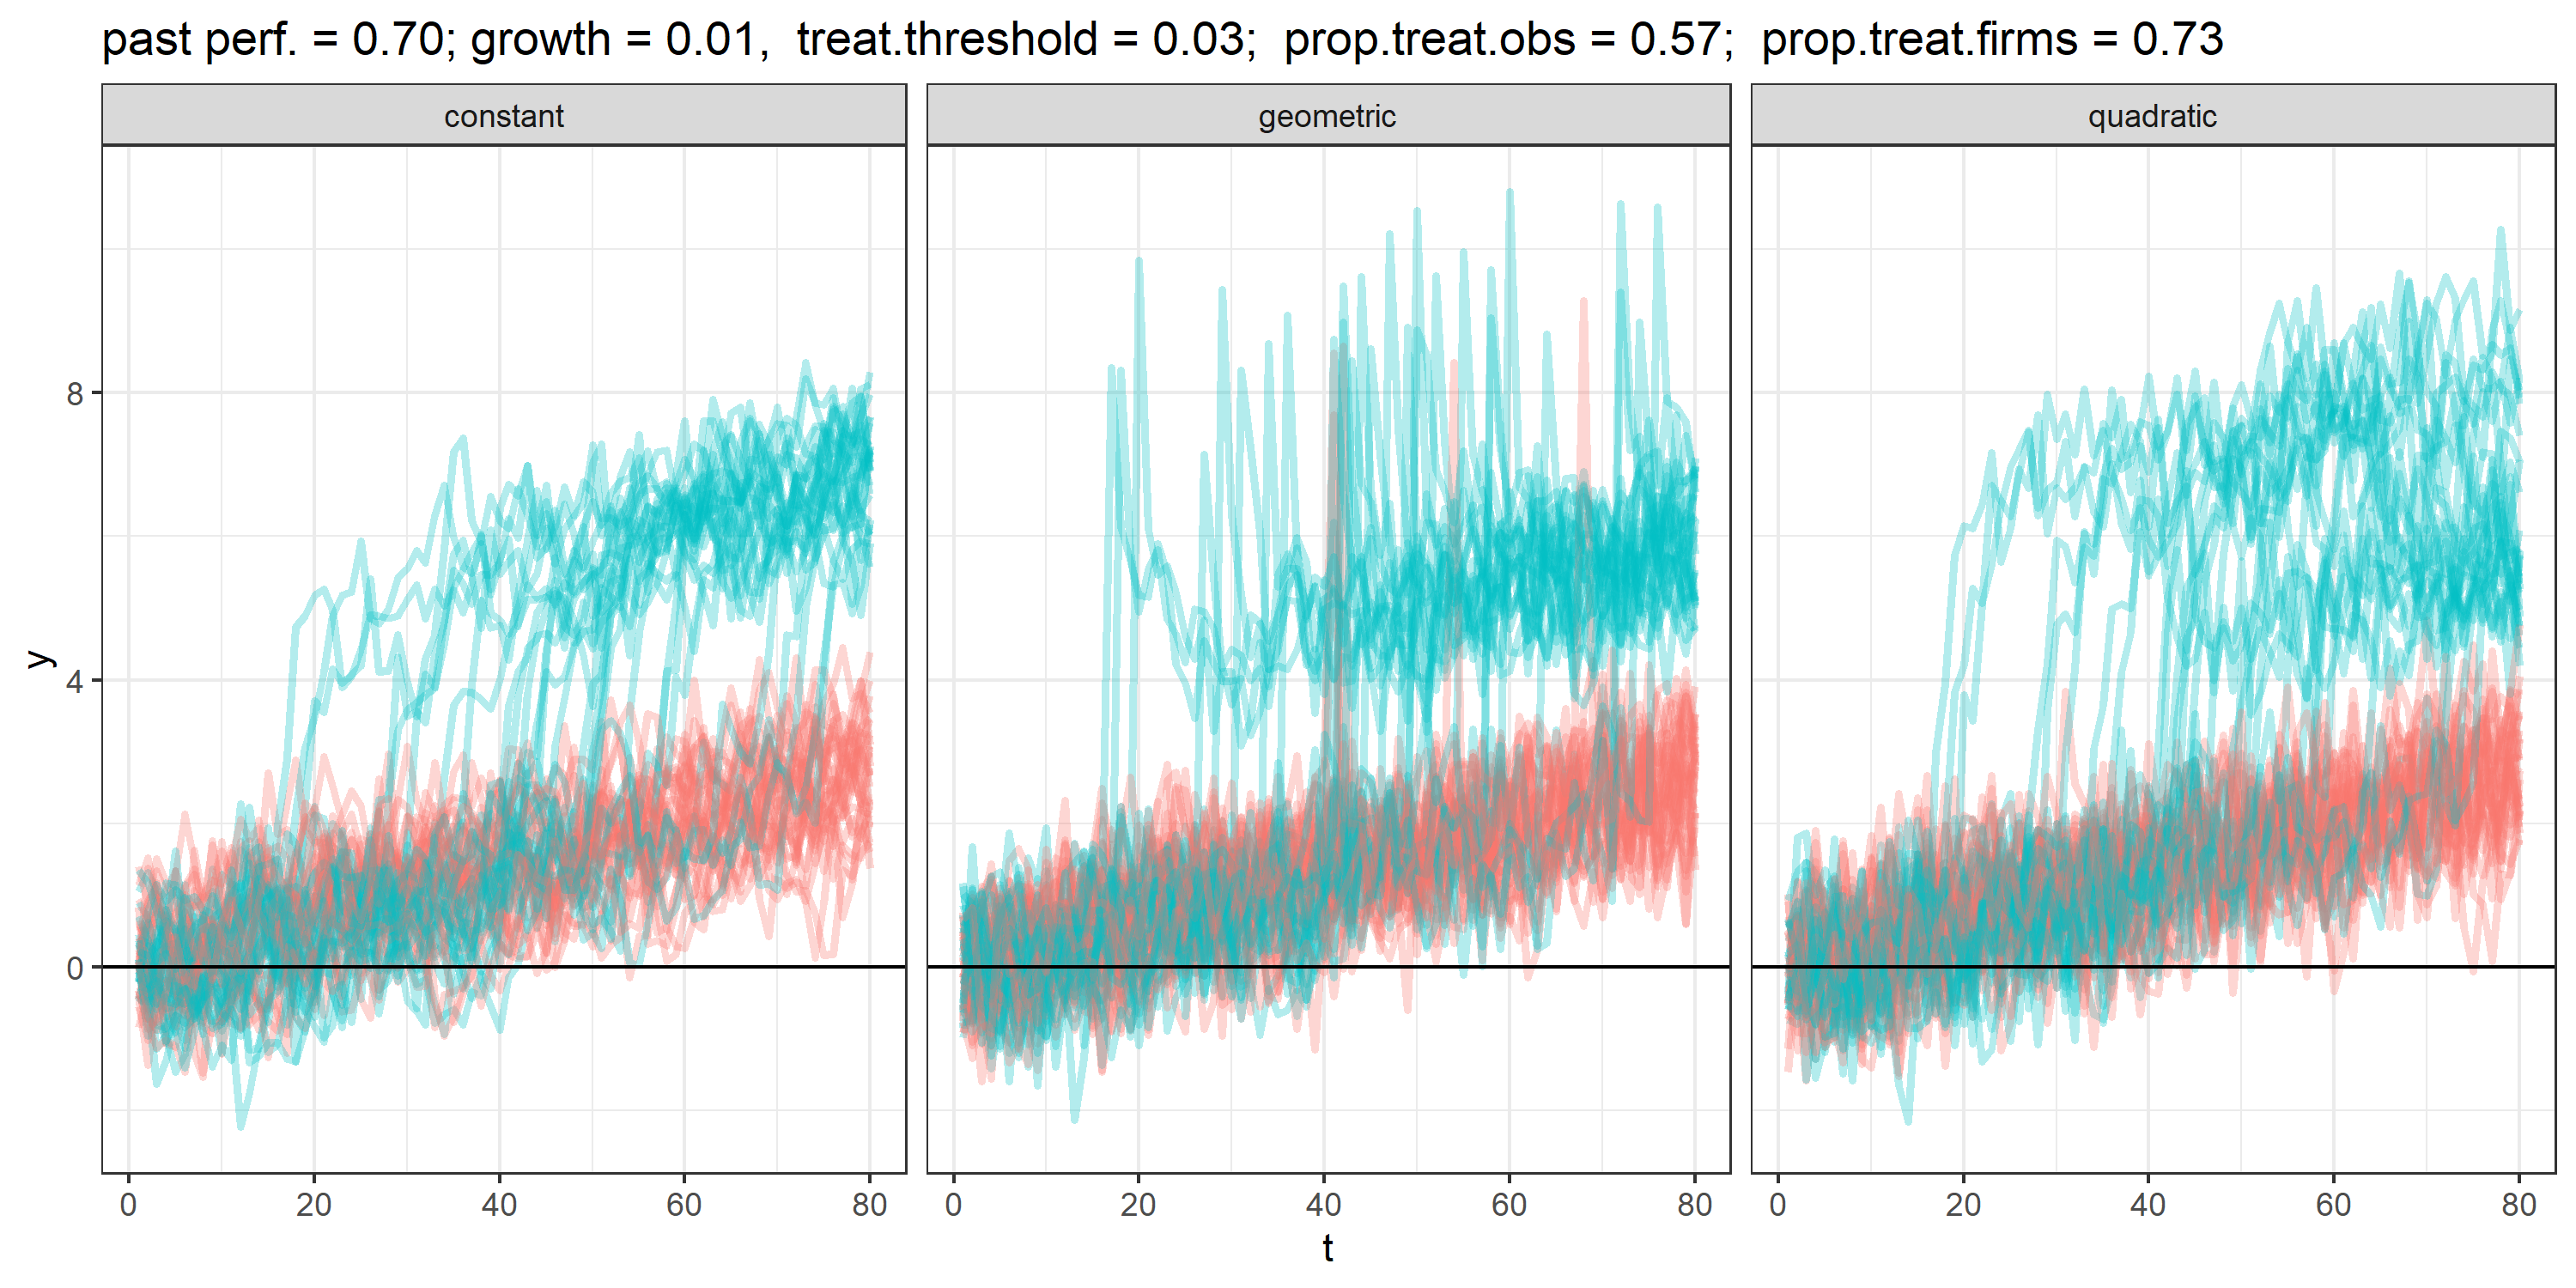 past perf. = 0.70; growth = 0.01,  treat.threshold = 0.03;  prop.treat.obs = 0.57;  prop.treat.firms = 0.73
constant geometric quadratic
y
8
4
0
0 20 40 60 80 0 20 40 60 80 0 20 40 60 80
t